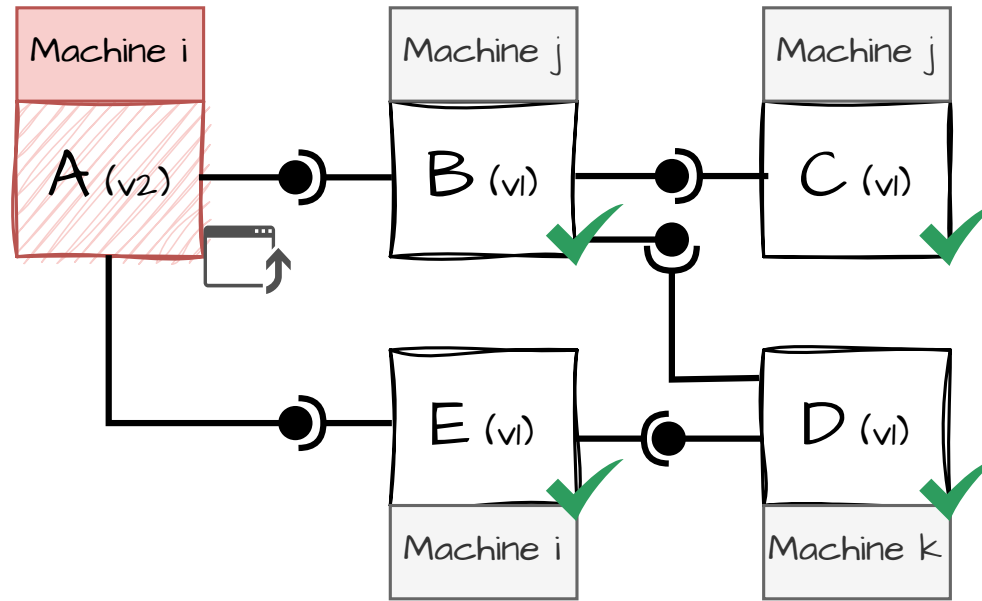 Machine i
Machine j
Machine j
A (v2)
B (v1)
C (v1)
E (v1)
D (v1)
Machine i
Machine k